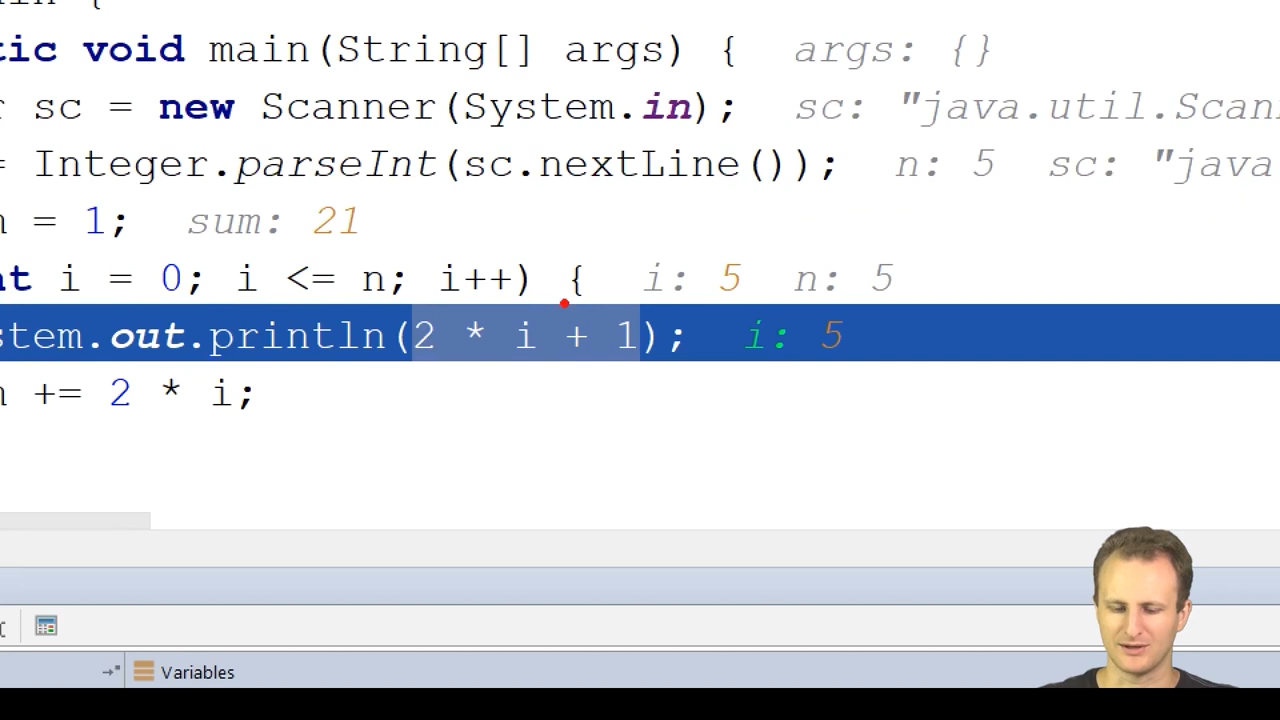 tic void main(String[] args) { args: {}
r sc = new Scanner(System.in); sc: "java.util.Scan
= Integer.parseInt(sc.nextLine()); n: 5 sc: "java
= 1; sum: 21
nt i = 0; i <= n; i++) { i: 5 n: 5
stem.out.println(2 * i + 1); i: 5
+= 2 * i;
Variables